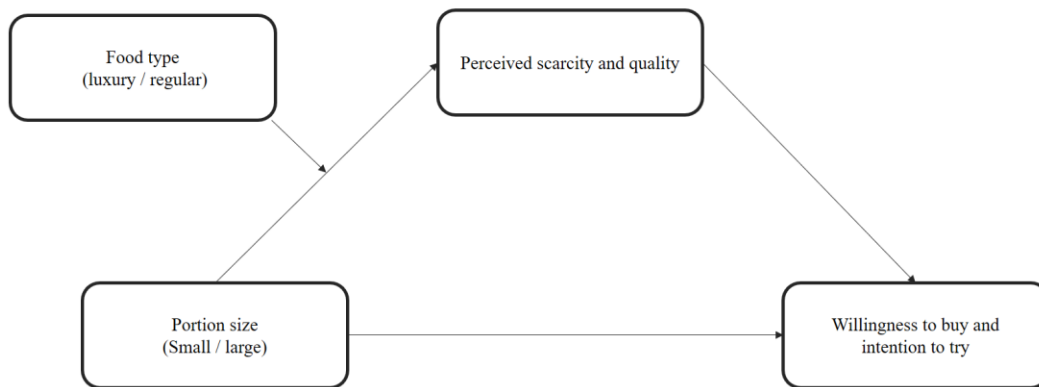 Food type
(luxury / regular)
Perceived scarcity and quality
Portion size
(Small / large)
Willingness to buy and
intention to try